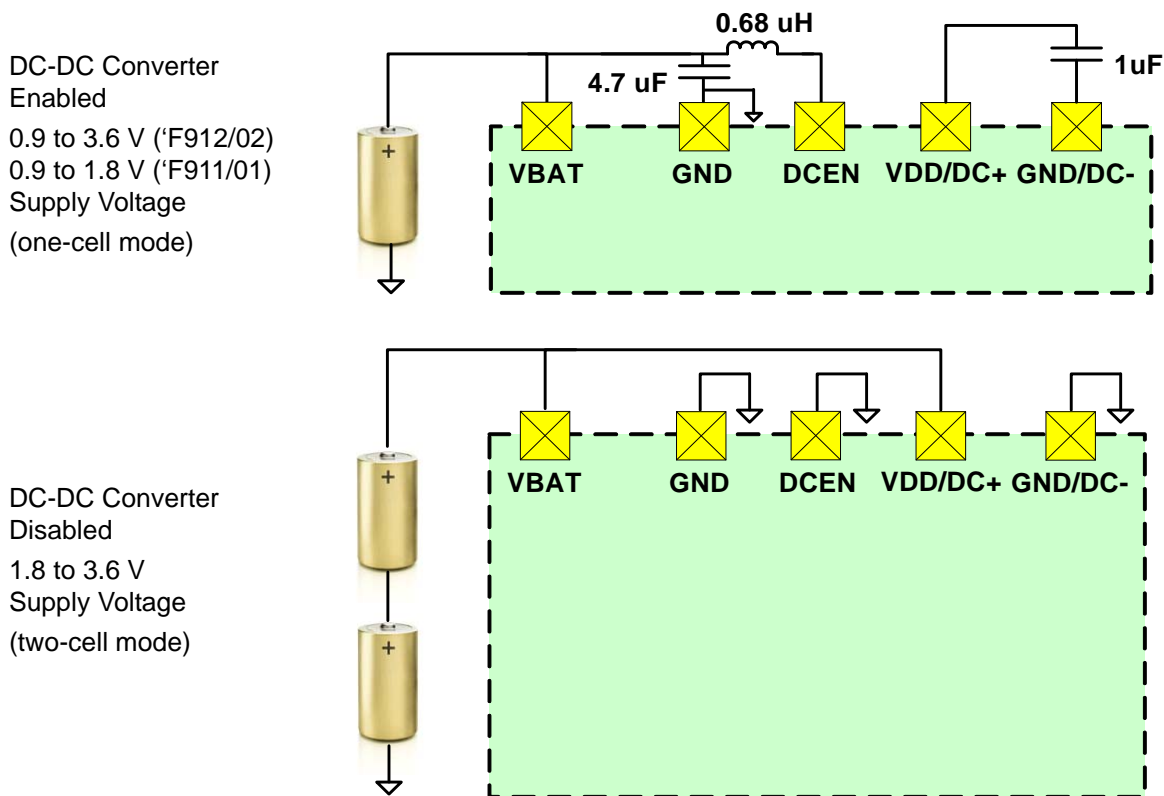 DC-DC Converter
Enabled
0.9 to 3.6 V (‘F912/02)
0.9 to 1.8 V (‘F911/01)
Supply Voltage
(one-cell mode)
0.68 uH
4.7 uF
1uF
+
VBAT
GND
DCEN
VDD/DC+
GND/DC-
DC-DC Converter
Disabled
1.8 to 3.6 V
Supply Voltage
(two-cell mode)
+
+
VBAT
GND
DCEN
VDD/DC+
GND/DC-